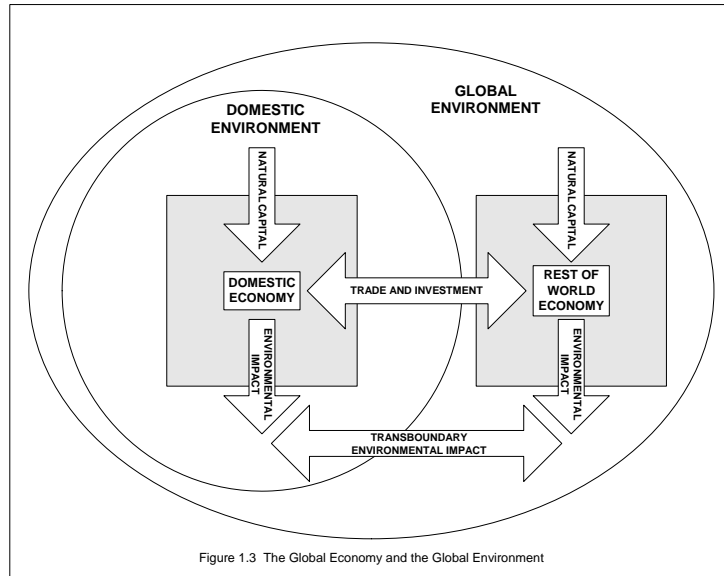 DOMESTIC
ENVIRONMENT
GLOBAL
ENVIRONMENT
NATURAL CAPITAL
NATURAL CAPITAL
DOMESTIC
ECONOMY
TRADE AND INVESTMENT
REST OF
WORLD
ECONOMY
ENVIRONMENTAL
IMPACT
ENVIRONMENTAL
IMPACT
TRANSBOUNDARY
ENVIRONMENTAL IMPACT
Figure 1.3 The Global Economy and the Global Environment